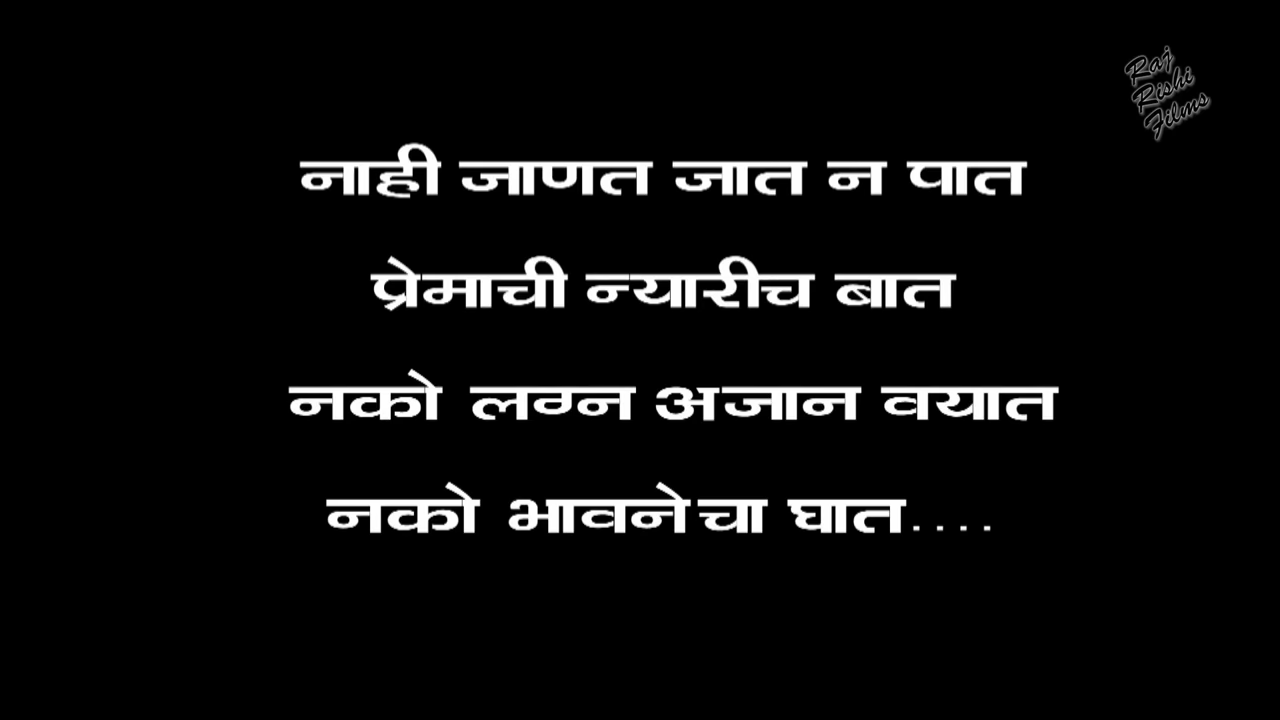 Raj
Rishi
Films
नाही जाणत जात न पात
प्रेमाची न्यारीच बात
नको लग्न अजान वयात
नको भावनेचा घात....